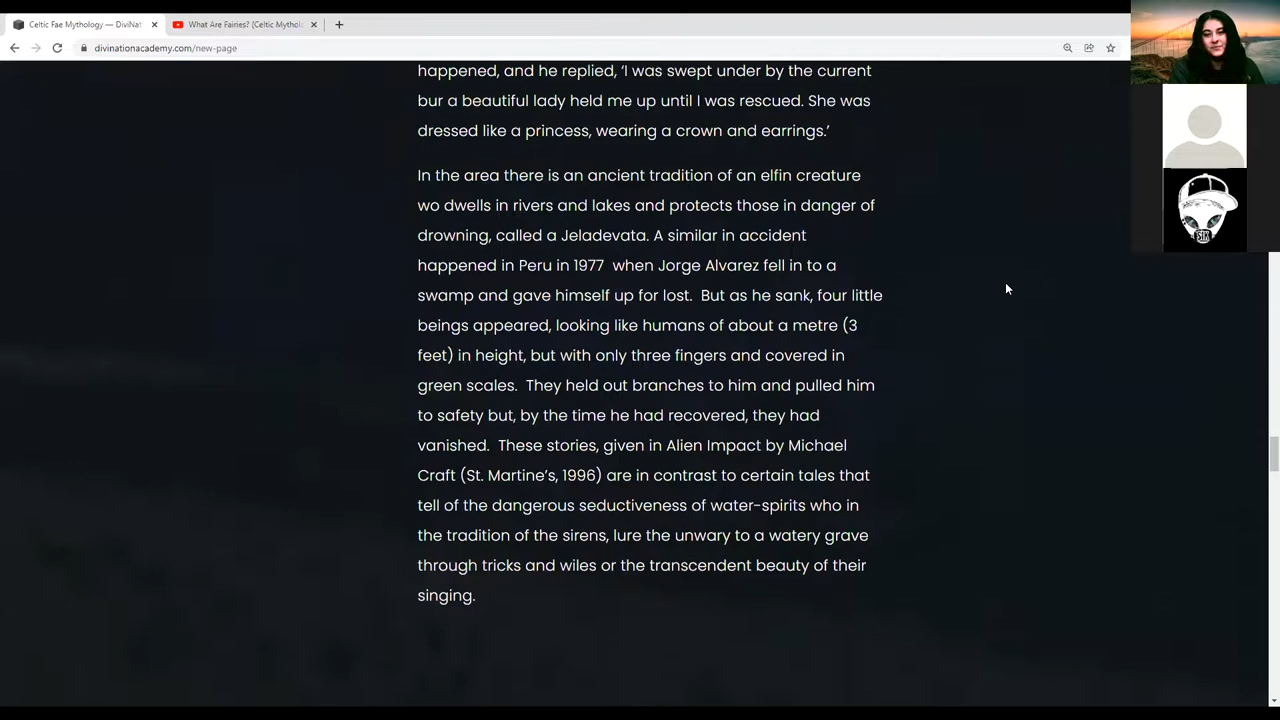 Celtic Fae Mythology — DiviNat
What Are Fairies? (Celtic Mythol
divinationacademy.com/new-page
happened, and he replied, ‘I was swept under by the current
bur a beautiful lady held me up until I was rescued. She was
dressed like a princess, wearing a crown and earrings.’
In the area there is an ancient tradition of an elfin creature
wo dwells in rivers and lakes and protects those in danger of
drowning, called a Jeladevata. A similar in accident
happened in Peru in 1977 when Jorge Alvarez fell in to a
swamp and gave himself up for lost. But as he sank, four little
beings appeared, looking like humans of about a metre (3
feet) in height, but with only three fingers and covered in
green scales. They held out branches to him and pulled him
to safety but, by the time he had recovered, they had
vanished. These stories, given in Alien Impact by Michael
Craft (St. Martine’s, 1996) are in contrast to certain tales that
tell of the dangerous seductiveness of water-spirits who in
the tradition of the sirens, lure the unwary to a watery grave
through tricks and wiles or the transcendent beauty of their
singing.